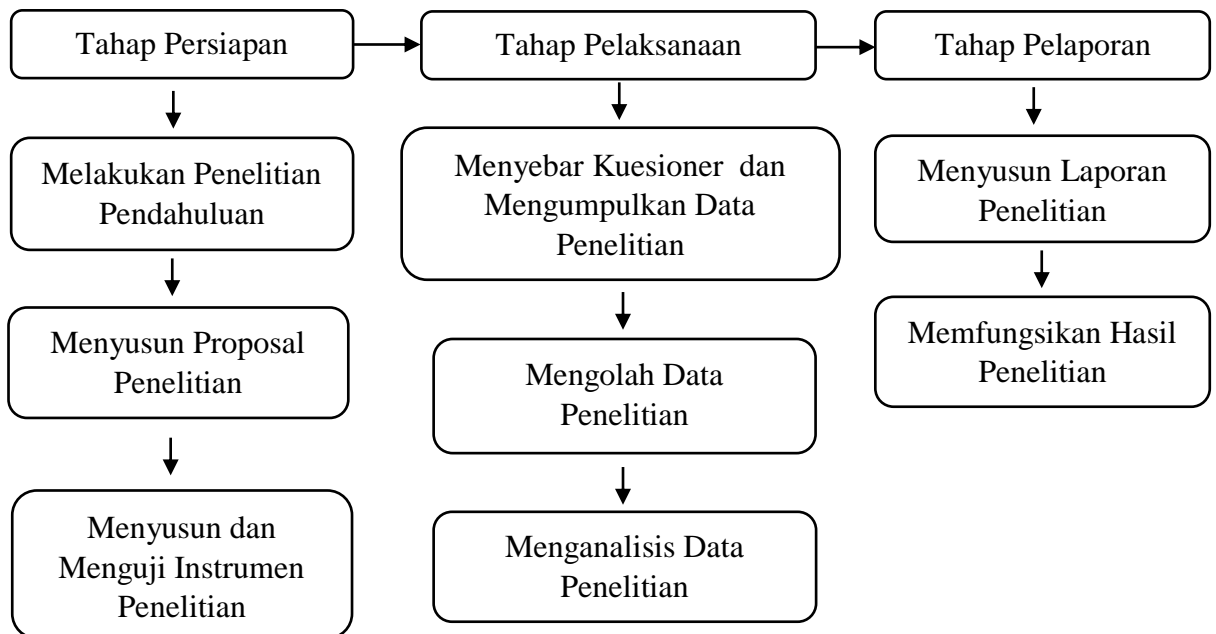 Tahap Persiapan
Tahap Pelaksanaan
Tahap Pelaporan
Melakukan Penelitian
Pendahuluan
Menyusun Proposal
Penelitian
Menyusun dan
Menguji Instrumen
Penelitian
Menyebar Kuesioner dan
Mengumpulkan Data
Penelitian
Mengolah Data
Penelitian
Menganalisis Data
Penelitian
Menyusun Laporan
Penelitian
Memfungsikan Hasil
Penelitian